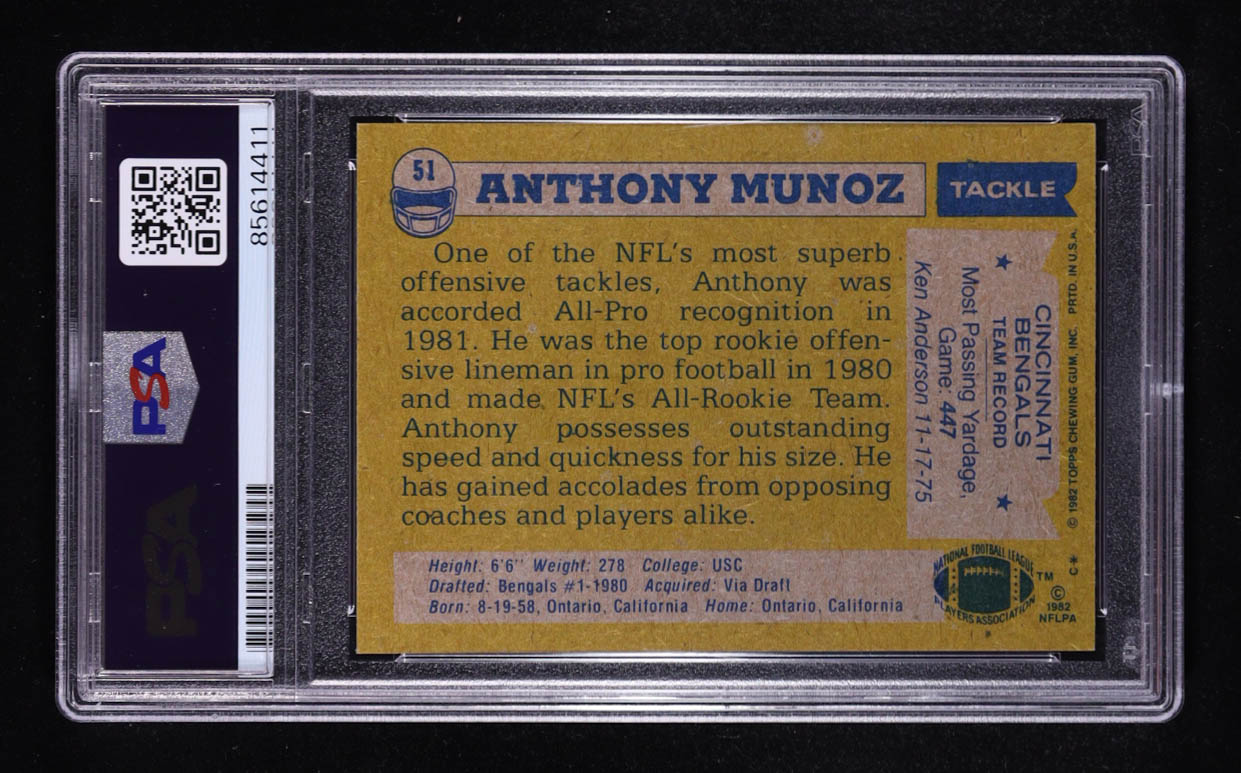 85614411
PSA
PSA
51
ANTHONY MUNOZ
TACKLE
One of the NFL's most superb
offensive tackles, Anthony was
accorded All-Pro recognition in
1981. He was the top rookie offen-
sive lineman in pro football in 1980
and made NFL's All-Rookie Team.
Anthony possesses outstanding
speed and quickness for his size. He
has gained accolades from opposing
coaches and players alike.
CINCINNATI
BENGALS
TEAM RECORD
Most Passing Yardage,
Game: 447
Ken Anderson 11-17-75
© 1982 TOPPS CHEWING GUM, INC. PRTD. IN U.S.A.
Height: 6'6" Weight: 278 College: USC
Drafted: Bengals #1-1980 Acquired: Via Draft
Born: 8-19-58, Ontario, California Home: Ontario, California
NATIONAL FOOTBALL LEAGUE
PLAYERS ASSOCIATION
TM
©
1982
NFLPA
C*